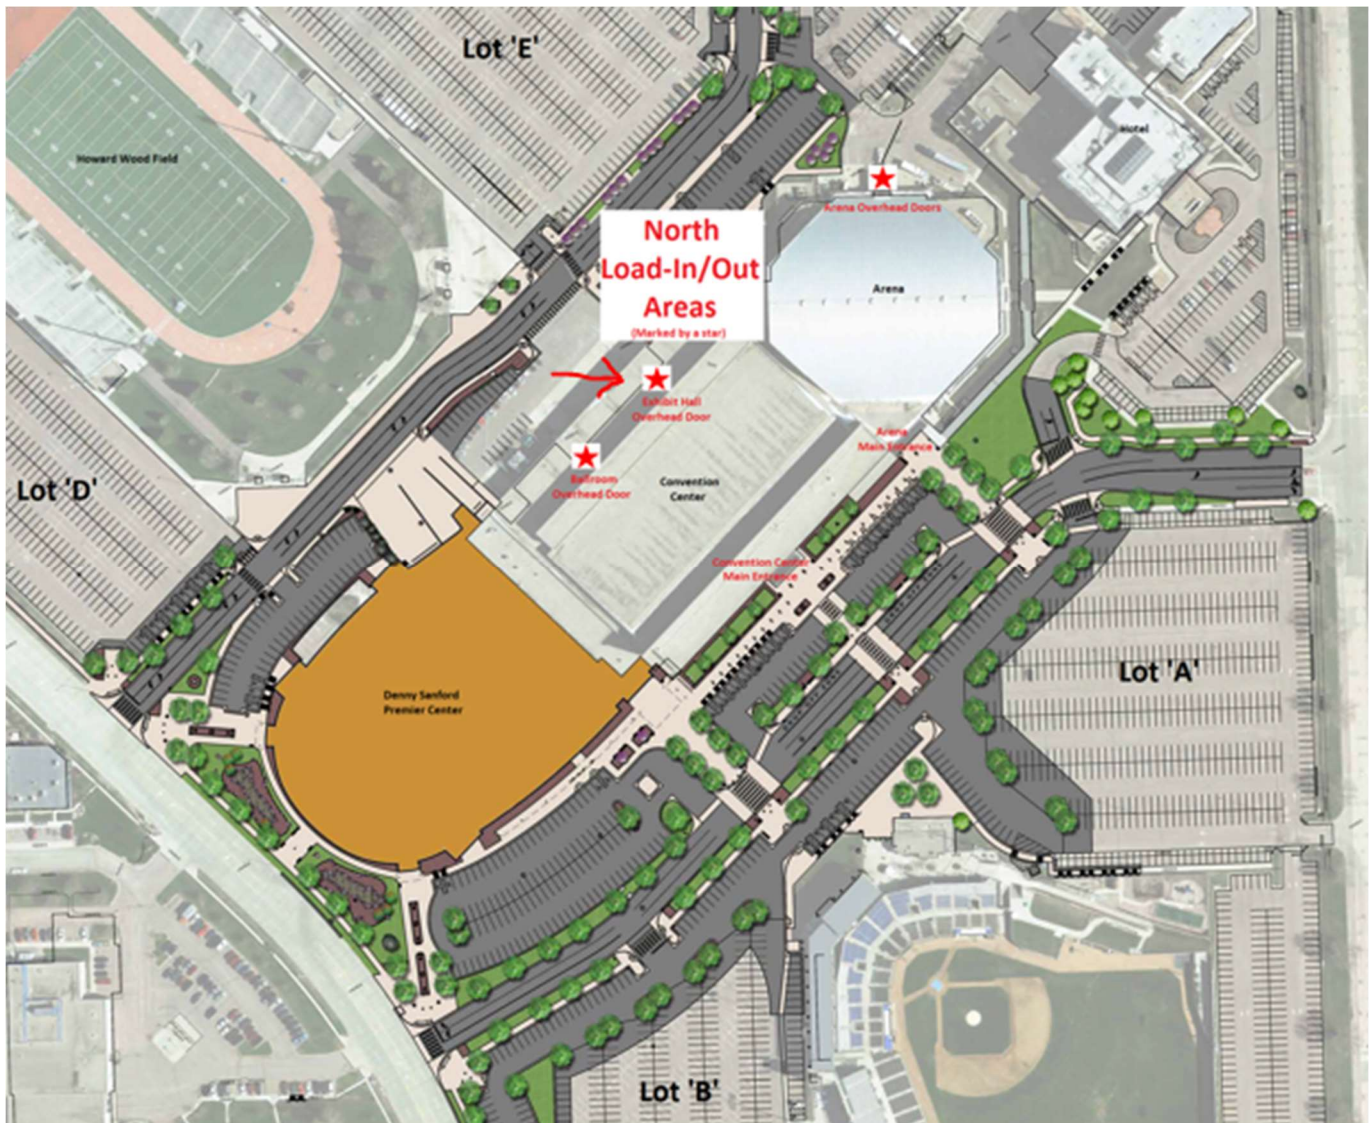 Lot 'E'
Howard Wood Field
Hotel
Arena Overhead Doors
North
Load-In/Out
Areas
(Marked by a star)
Arena
Exhibit Hall
Overhead Door
Arena
Main Entrance
Ballroom
Overhead Door
Convention
Center
Lot 'D'
Convention Center
Main Entrance
Lot 'A'
Denny Sanford
Premier Center
Lot 'B'